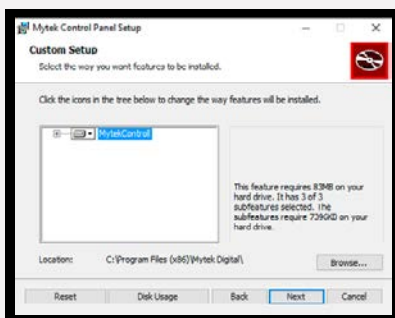 Mytek Control Panel Setup
Custom Setup
Select the way you want features to be installed.
Click the icons in the tree below to change the way features will be installed.
MytekControl
This feature requires 83MB on your
hard drive. It has 3 of 3
subfeatures selected. The
subfeatures require 739KB on your
hard drive.
Location: C:\Program Files (x86)\Mytek Digital\
Browse...
Reset Disk Usage Back Next Cancel